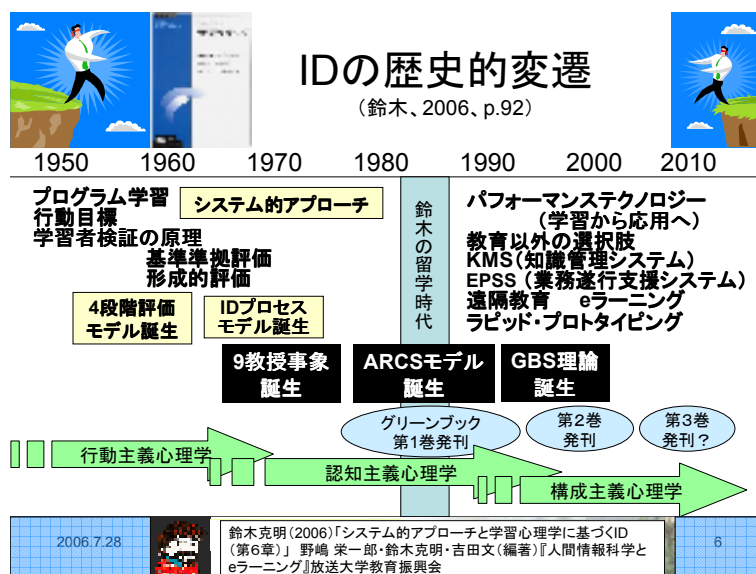 IDの歴史的変遷
（鈴木、2006、p.92）
1950 1960 1970 1980 1990 2000 2010
プログラム学習
行動目標
学習者検証の原理
基準準拠評価
形成的評価
システム的アプローチ
4段階評価
モデル誕生
IDプロセス
モデル誕生
鈴木の留学時代
パフォーマンステクノロジー
（学習から応用へ）
教育以外の選択肢
KMS（知識管理システム）
EPSS（業務遂行支援システム）
遠隔教育 eラーニング
ラピッド・プロトタイピング
9教授事象
誕生
ARCSモデル
誕生
GBS理論
誕生
グリーンブック
第1巻発刊
第2巻
発刊
第3巻
発刊？
行動主義心理学
認知主義心理学
構成主義心理学
2006.7.28
鈴木克明(2006)「システム的アプローチと学習心理学に基づくID
（第6章）」 野嶋 栄一郎・鈴木克明・吉田文(編著)『人間情報科学と
eラーニング』放送大学教育振興会
6